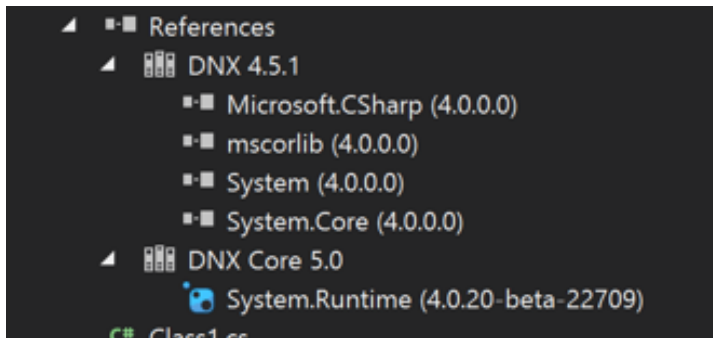 References
DNX 4.5.1
Microsoft.CSharp (4.0.0.0)
mscorlib (4.0.0.0)
System (4.0.0.0)
System.Core (4.0.0.0)
DNX Core 5.0
System.Runtime (4.0.20-beta-22709)
C# Class1.cs